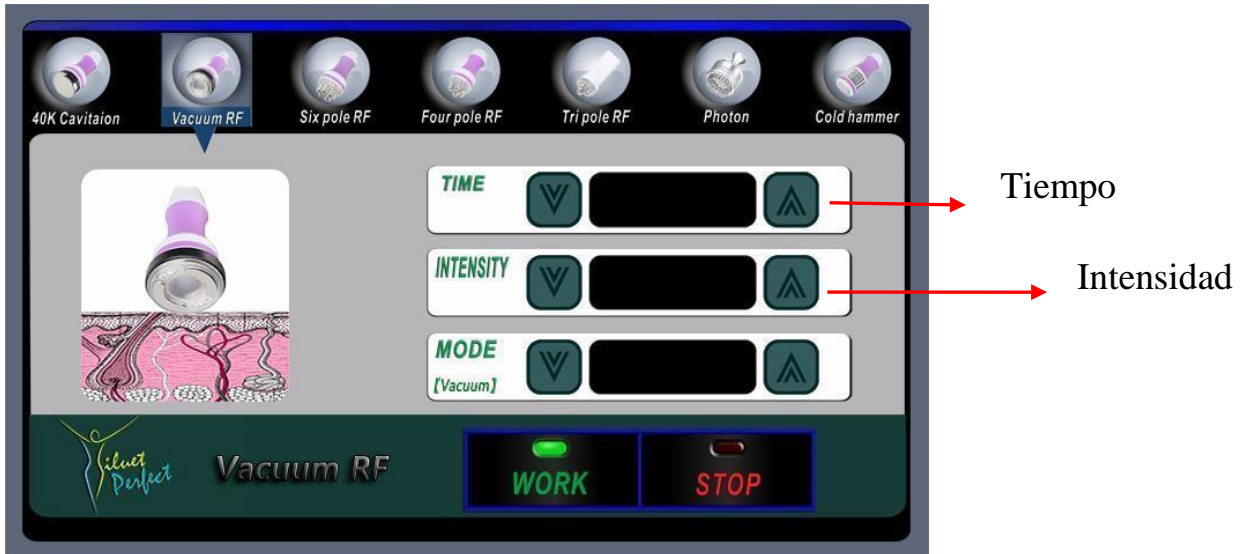 40K Cavitaion
Vacuum RF
Six pole RF
Four pole RF
Tri pole RF
Photon
Cold hammer
TIME
Tiempo
INTENSITY
Intensidad
MODE
【Vacuum】
Siluet
Perfect
Vacuum RF
WORK
STOP